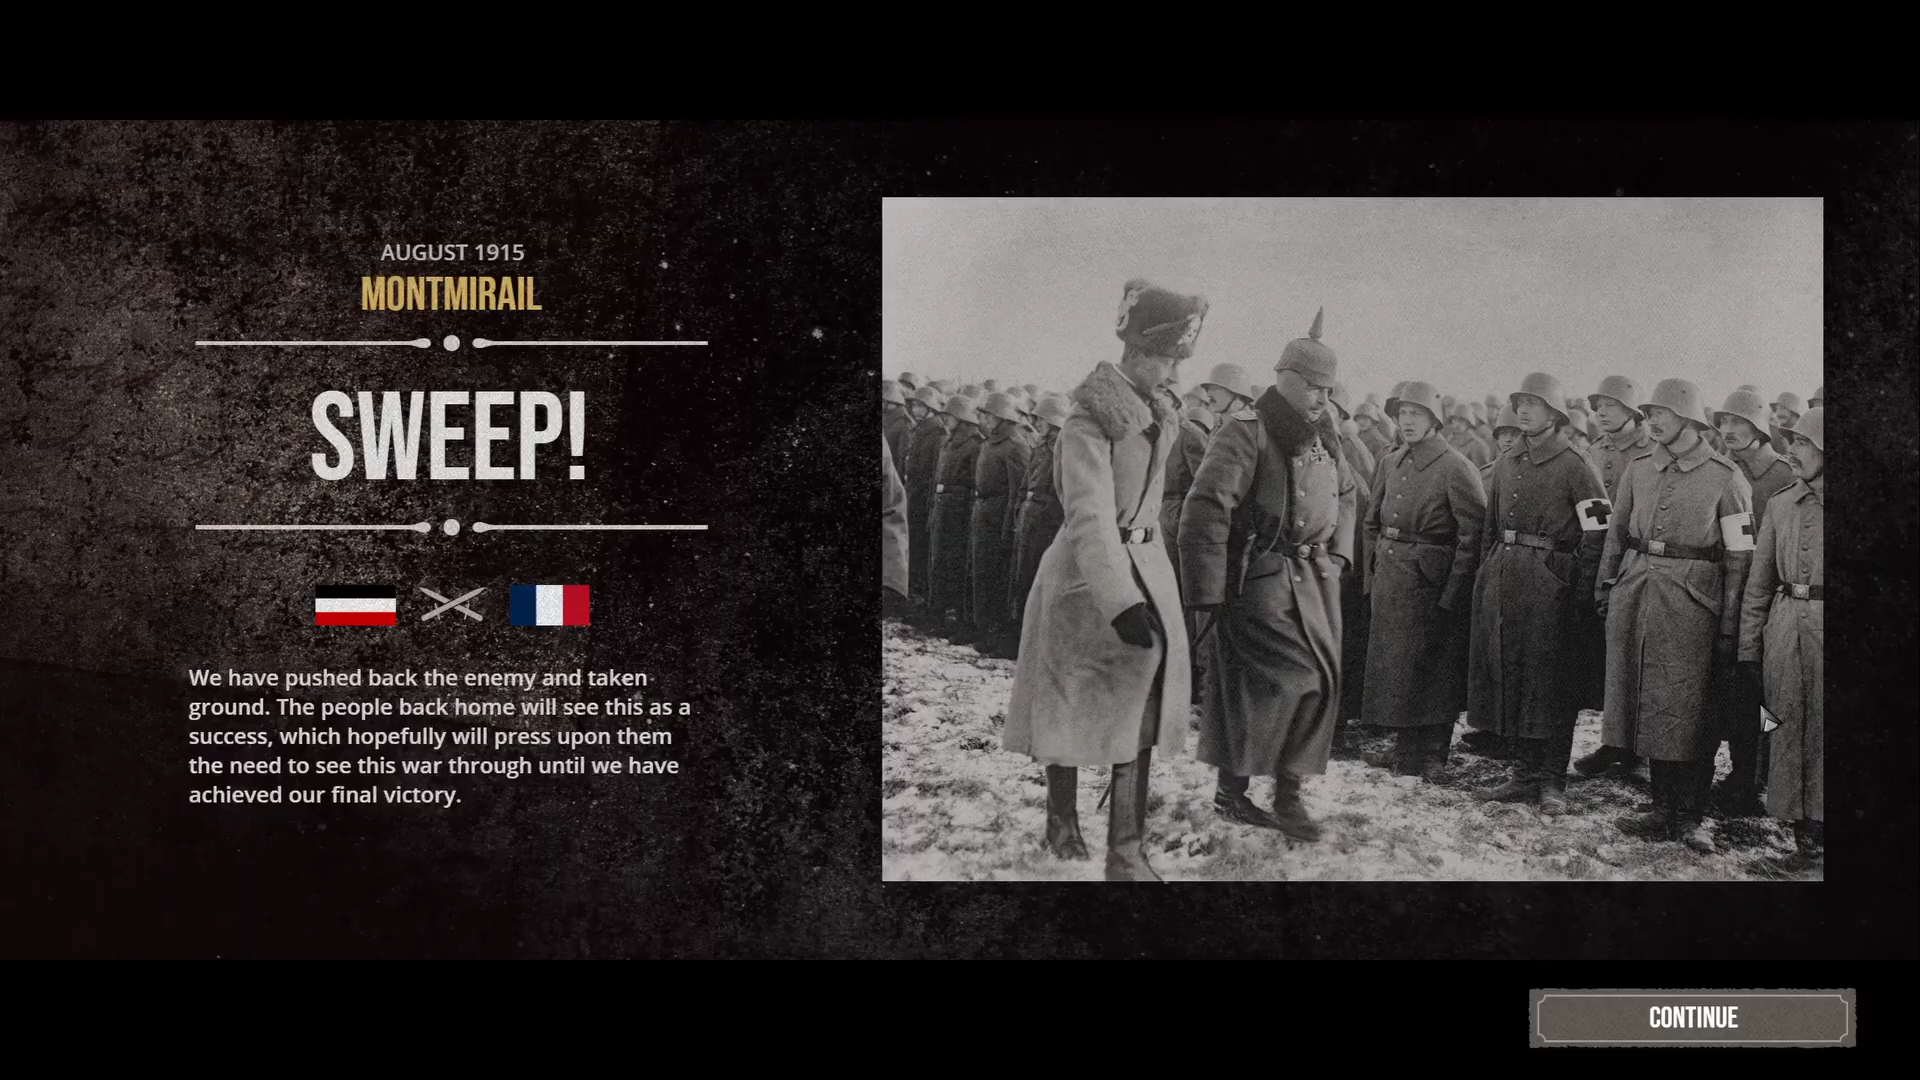 AUGUST 1915
MONTMIRAIL
SWEEP!
We have pushed back the enemy and taken
ground. The people back home will see this as a
success, which hopefully will press upon them
the need to see this war through until we have
achieved our final victory.
CONTINUE